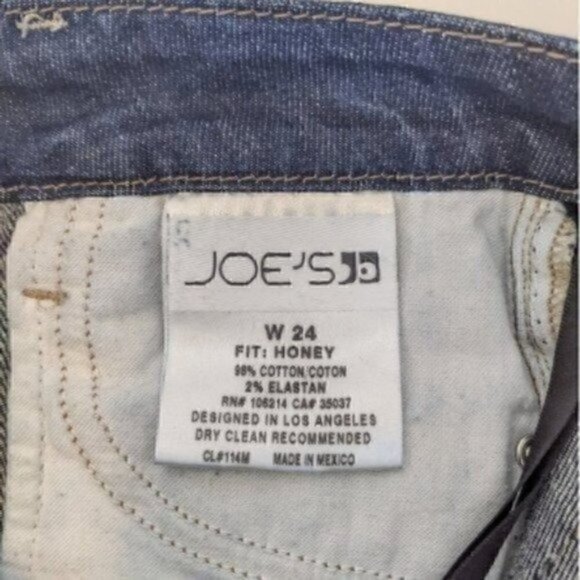 JOE'S
W 24
FIT: HONEY
98% COTTON/COTON
2% ELASTAN
RN# 106214 CA# 35037
DESIGNED IN LOS ANGELES
DRY CLEAN RECOMMENDED
CL#114M MADE IN MEXICO